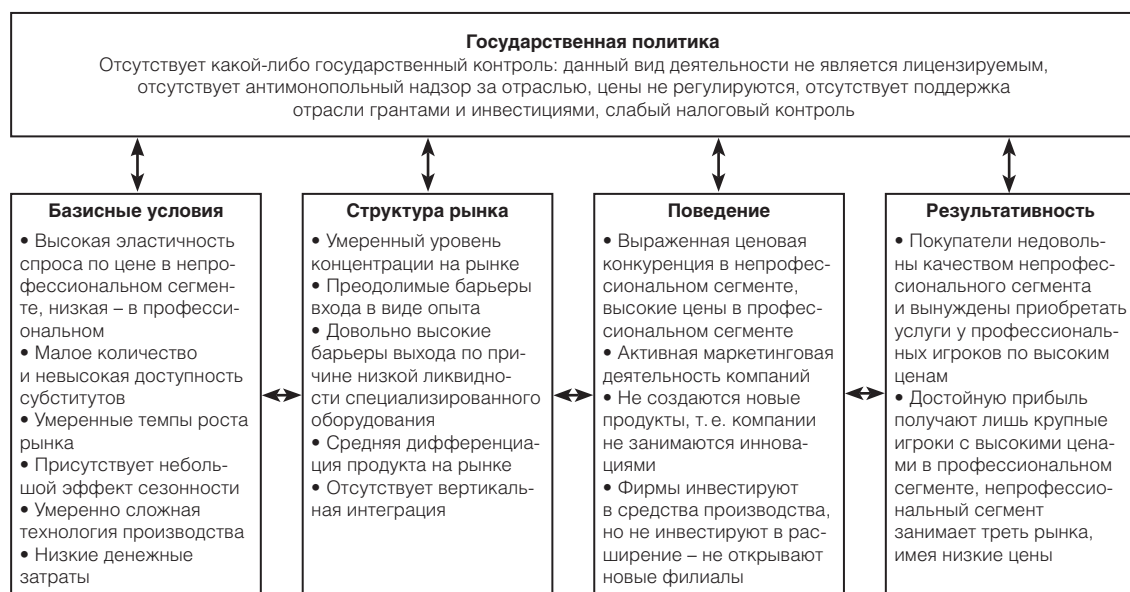 Государственная политика
Отсутствует какой-либо государственный контроль: данный вид деятельности не является лицензируемым,
отсутствует антимонопольный надзор за отраслью, цены не регулируются, отсутствует поддержка
отрасли грантами и инвестициями, слабый налоговый контроль
Базисные условия
• Высокая эластичность
спроса по цене в непро-
фессиональном сегмен-
те, низкая – в професси-
ональном
• Малое количество
и невысокая доступность
субститутов
• Умеренные темпы роста
рынка
• Присутствует неболь-
шой эффект сезонности
• Умеренно сложная
технология производства
• Низкие денежные
затраты
Структура рынка
• Умеренный уровень
концентрации на рынке
• Преодолимые барьеры
входа в виде опыта
• Довольно высокие
барьеры выхода по при-
чине низкой ликвидно-
сти специализированного
оборудования
• Средняя дифференциа-
ция продукта на рынке
• Отсутствует вертикаль-
ная интеграция
Поведение
• Выраженная ценовая
конкуренция в непрофес-
сиональном сегменте,
высокие цены в профес-
сиональном сегменте
• Активная маркетинговая
деятельность компаний
• Не создаются новые
продукты, т. е. компании
не занимаются иннова-
циями
• Фирмы инвестируют
в средства производства,
но не инвестируют в рас-
ширение – не открывают
новые филиалы
Результативность
• Покупатели недоволь-
ны качеством непрофес-
сионального сегмента
и вынуждены приобретать
услуги у профессиональ-
ных игроков по высоким
ценам
• Достойную прибыль
получают лишь крупные
игроки с высокими цена-
ми в профессиональном
сегменте, непрофессио-
нальный сегмент
занимает треть рынка,
имея низкие цены